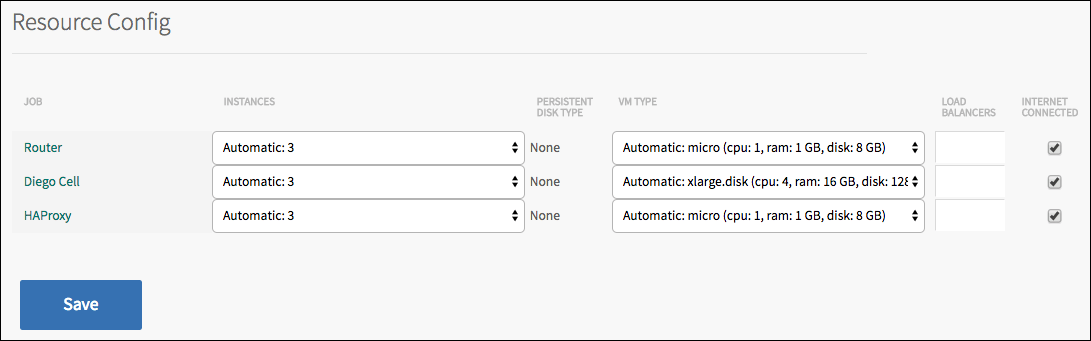 Resource Config
JOB INSTANCES PERSISTENT DISK TYPE VM TYPE LOAD BALANCERS INTERNET CONNECTED
Router Automatic: 3 None Automatic: micro (cpu: 1, ram: 1 GB, disk: 8 GB)
Diego Cell Automatic: 3 None Automatic: xlarge.disk (cpu: 4, ram: 16 GB, disk: 128
HAProxy Automatic: 3 None Automatic: micro (cpu: 1, ram: 1 GB, disk: 8 GB)
Save